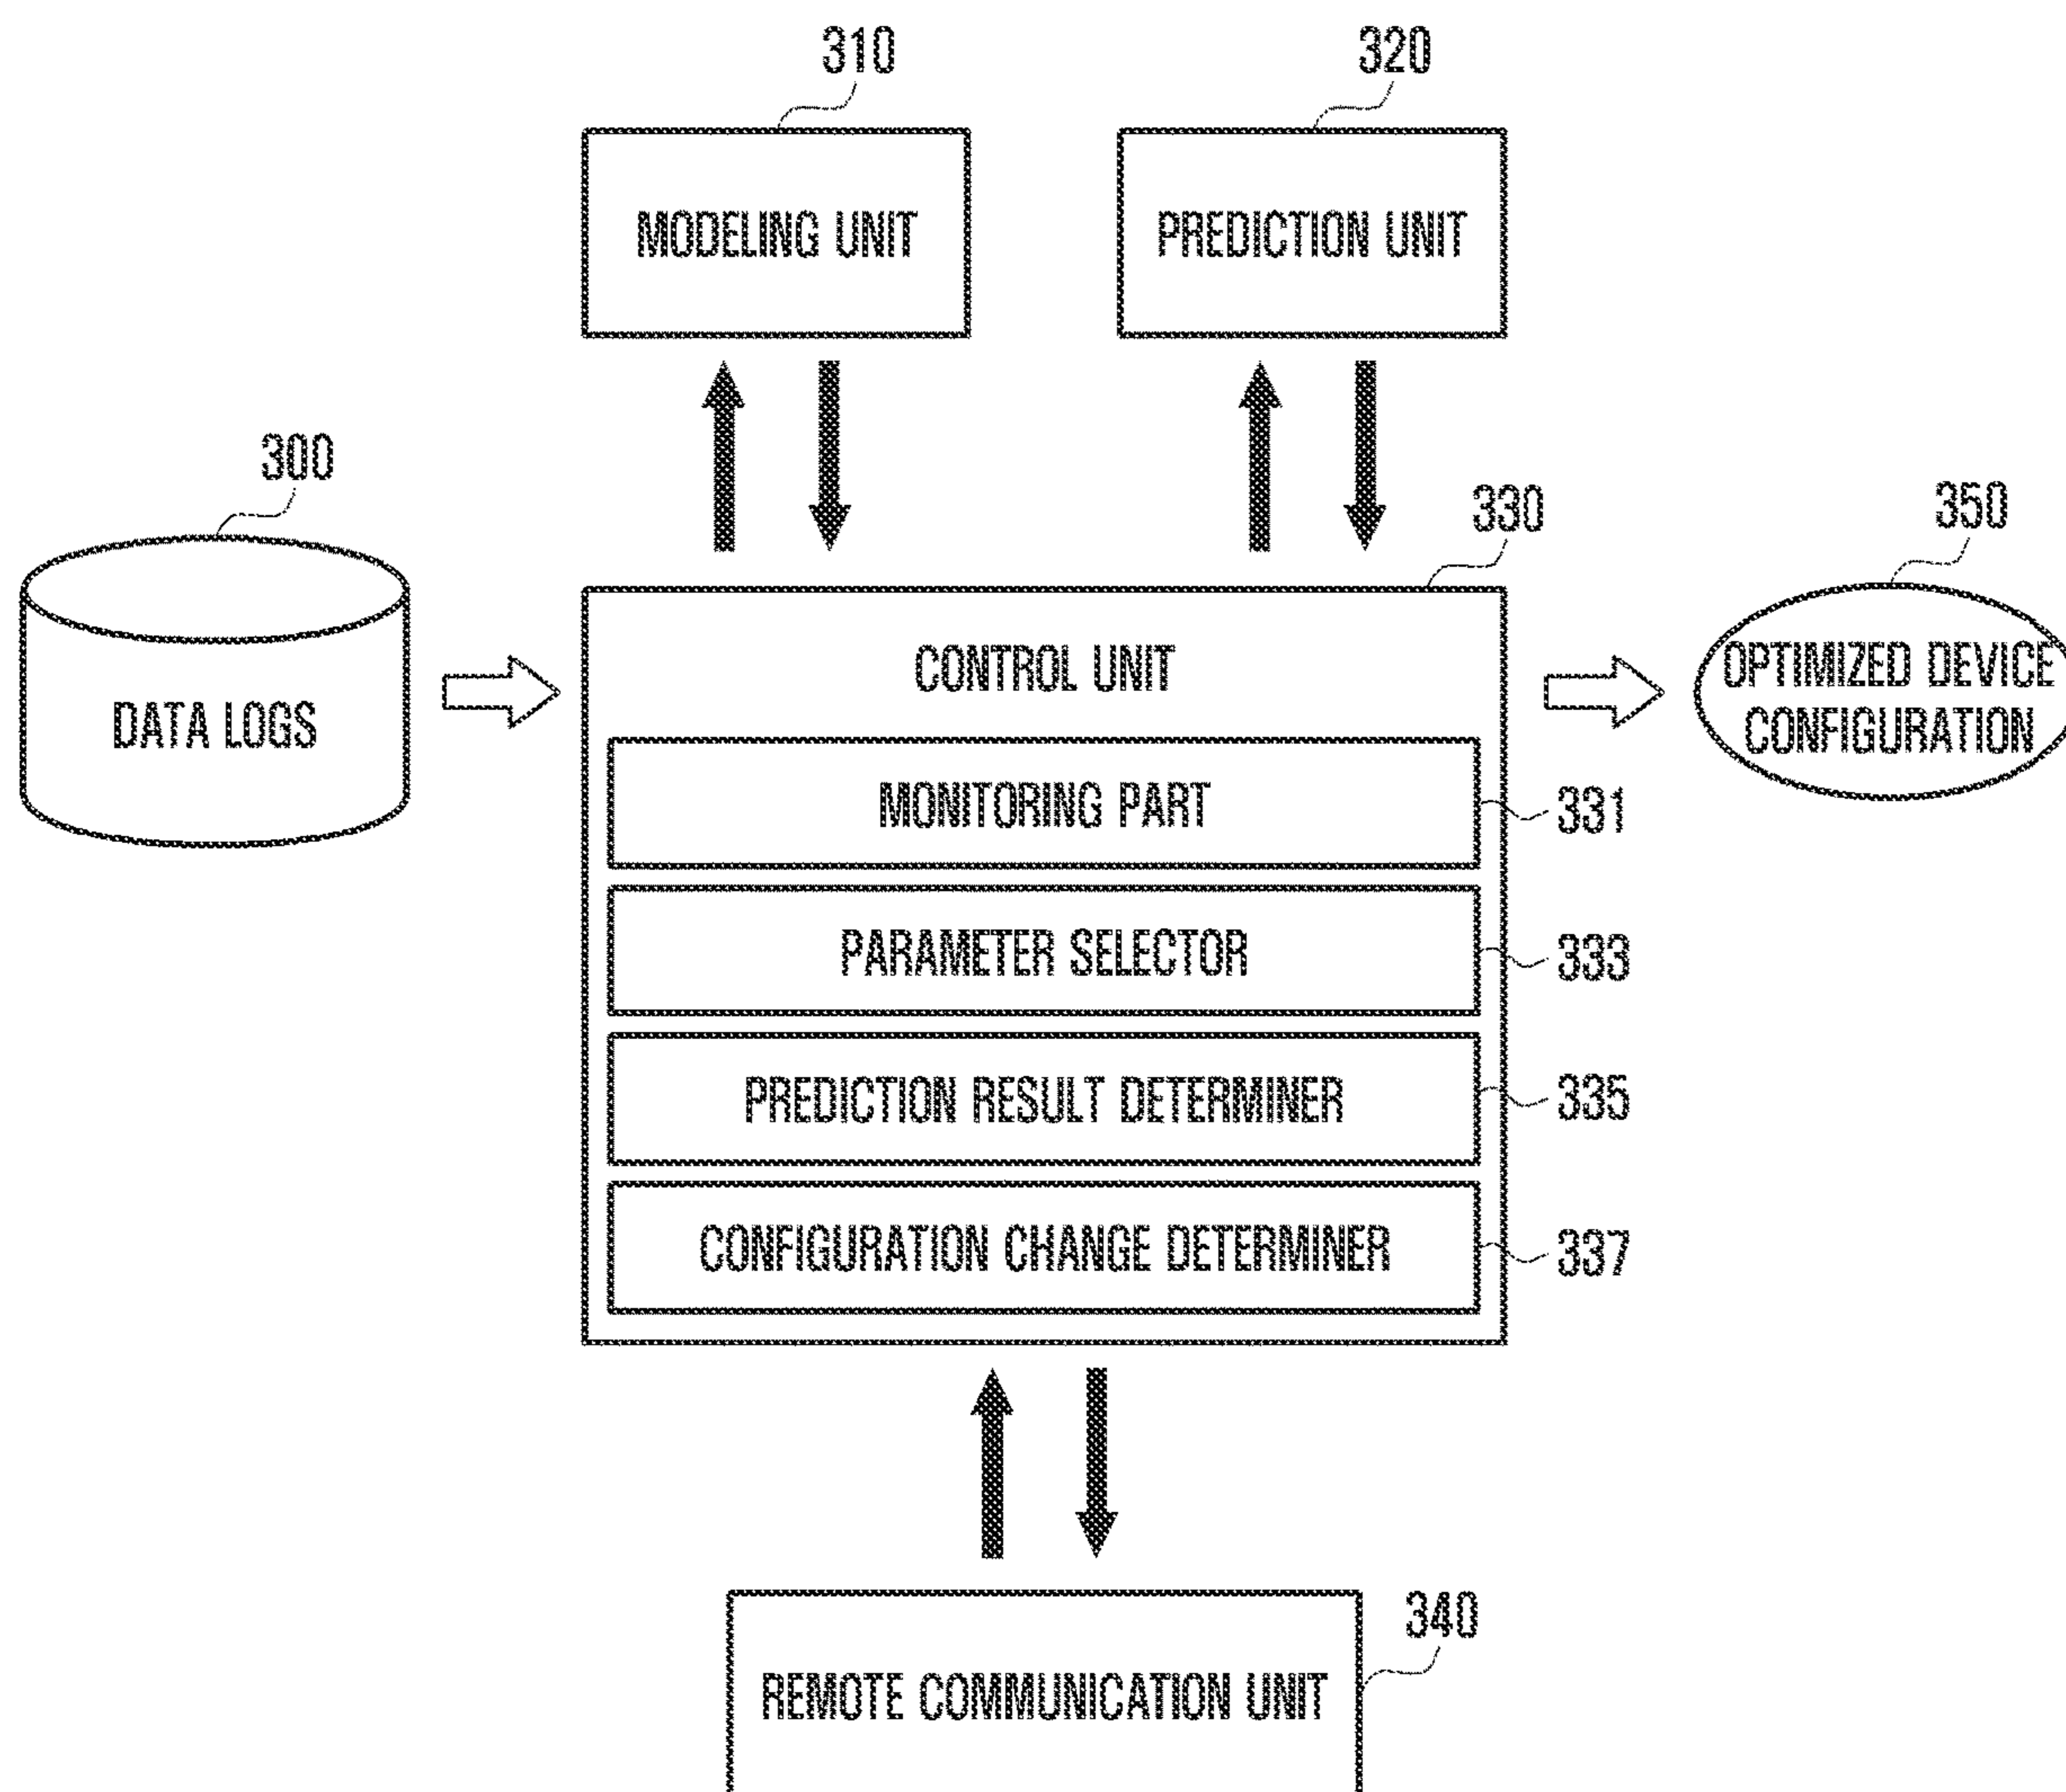 310
320
MODELING UNIT
PREDICTION UNIT
300
330
350
DATA LOGS
CONTROL UNIT
OPTIMIZED DEVICE
CONFIGURATION
MONITORING PART
331
PARAMETER SELECTOR
333
PREDICTION RESULT DETERMINER
335
CONFIGURATION CHANGE DETERMINER
337
340
REMOTE COMMUNICATION UNIT